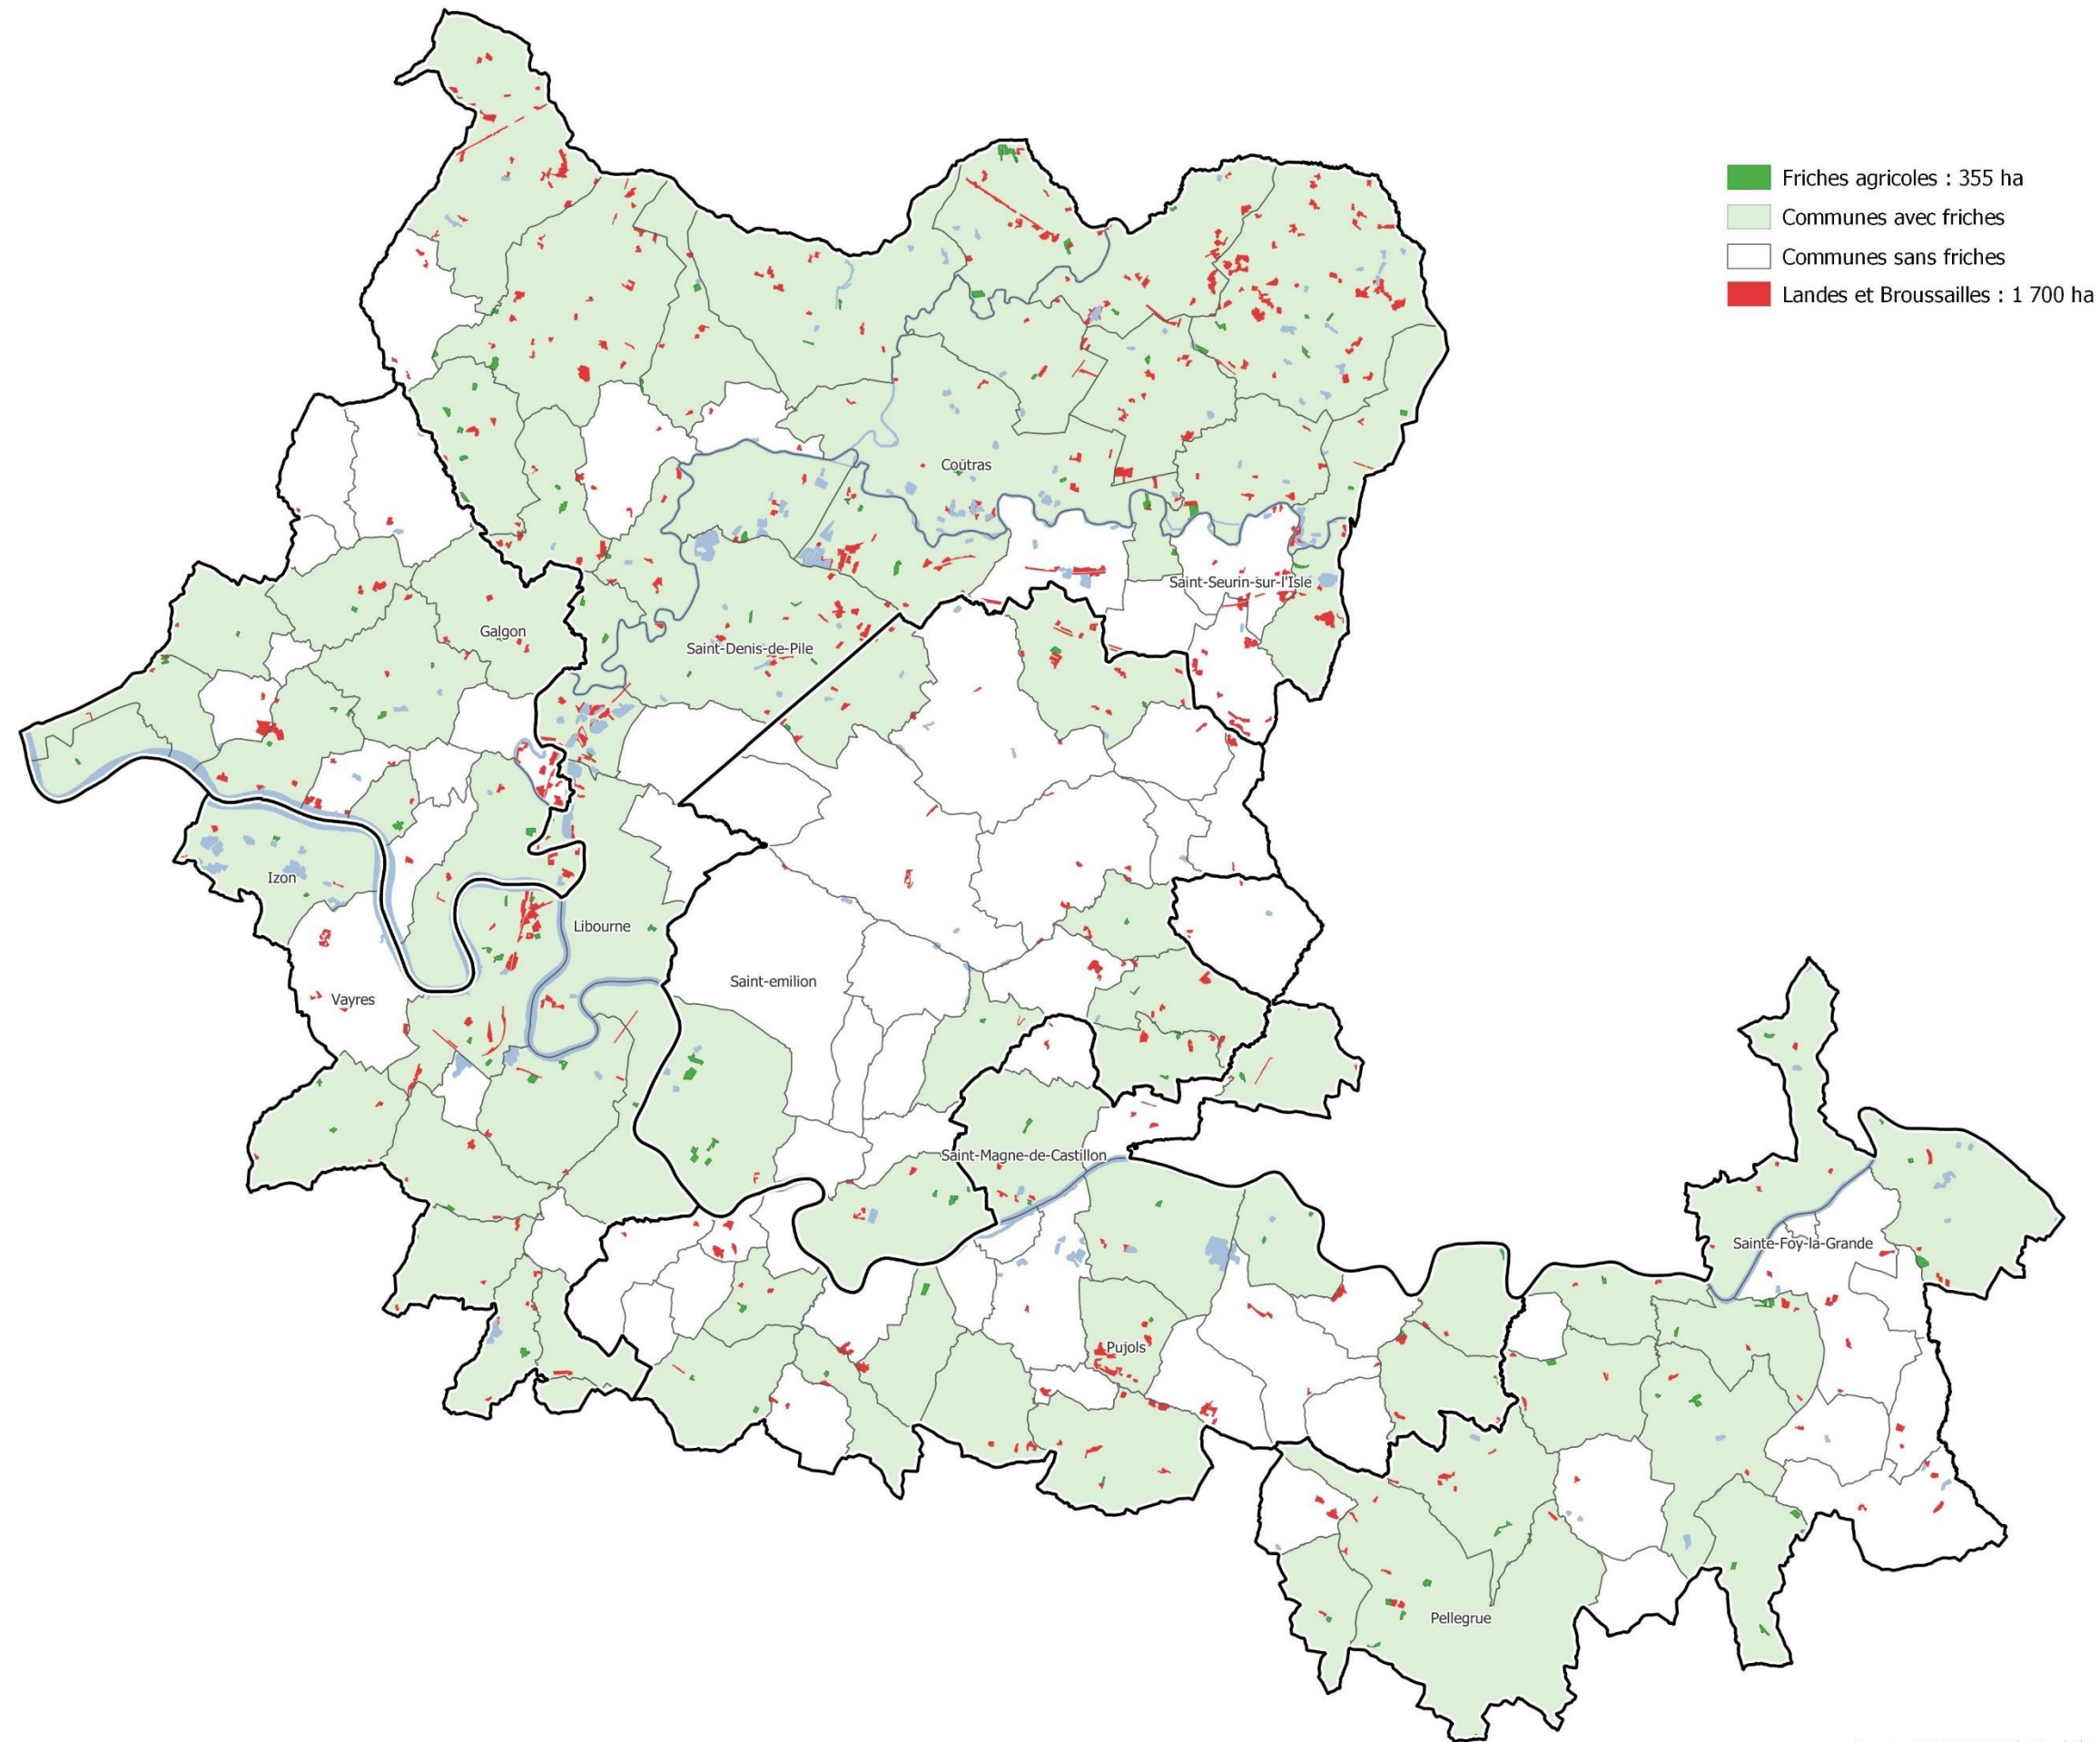 Friches agricoles : 355 ha
Communes avec friches
Communes sans friches
Landes et Broussailles : 1 700 ha
Coutras
Saint-Seurin-sur-l'Isle
Galgon
Saint-Denis-de-Pile
Izon
Libourne
Saint-emilion
Vayres
Saint-Magne-de-Castillon
Sainte-Foy-la-Grande
Pujols
Pellegrue